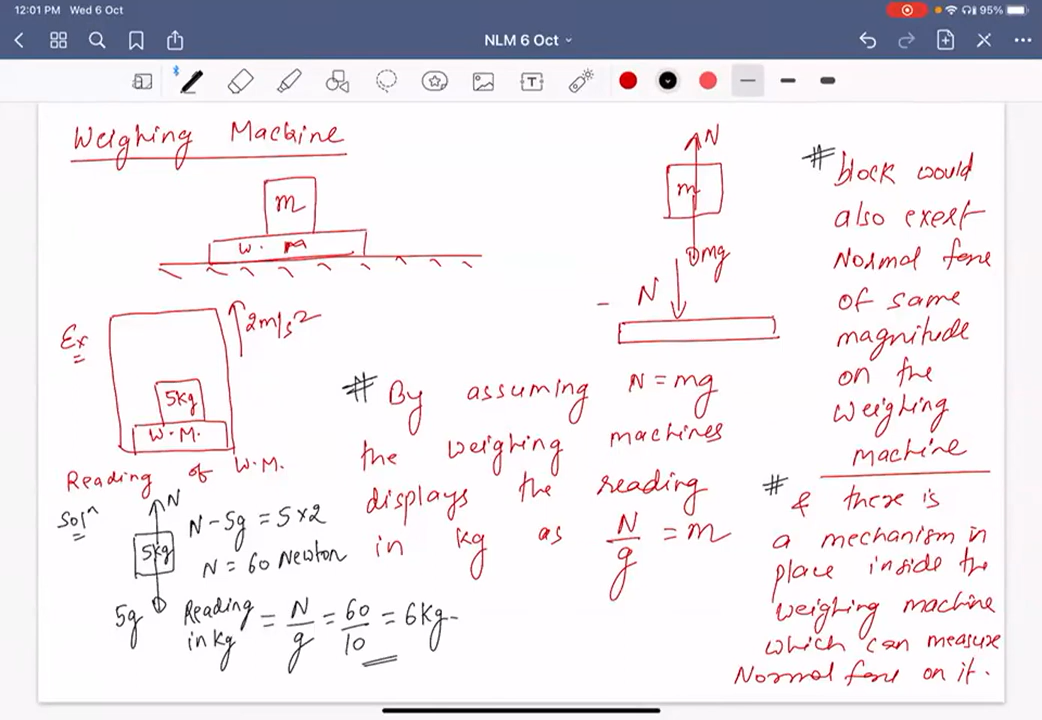 12:01 PM Wed 6 Oct
95%
NLM 6 Oct
T
Weighing Machine
m
W. m
N
m
mg
N
# block would
also exert
Normal force
of same
magnitude
on the
weighing
machine
# & there is
a mechanism in
place inside the
weighing machine
which can measure
Normal force on it.
Ex
2m/s²
5kg
W.M.
Reading of W.M.
# By assuming N = mg
the weighing machines
displays the reading
in kg as N/g = m
Solⁿ
N
5kg
5g
N - 5g = 5×2
N = 60 Newton
Reading in kg = N/g = 60/10 = 6Kg